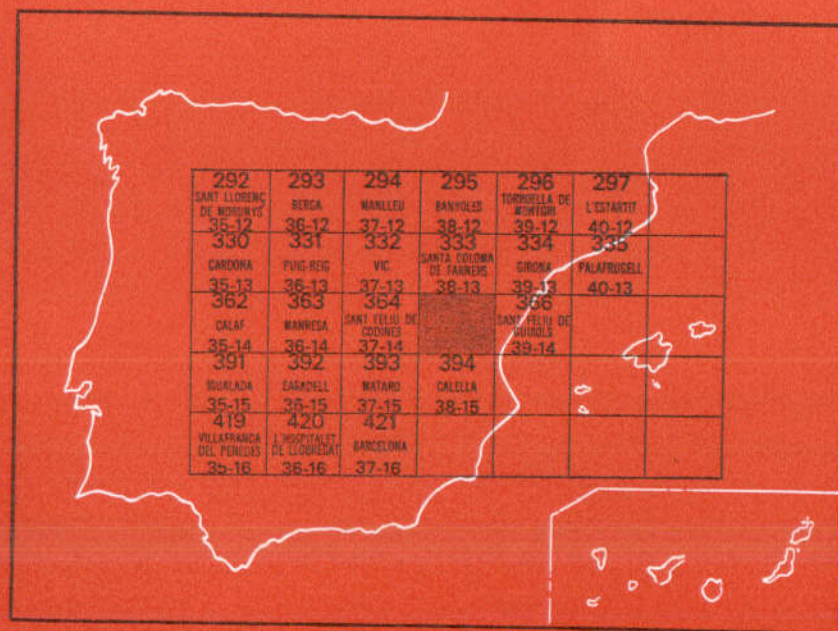 292 293 294 295 296 297
SANT LLORENÇ DE MORUNYS BERGA MANLLEU BANYOLES TORROELLA DE MONTGRI L'ESTARTIT
35-12 36-12 37-12 38-12 39-12 40-12
330 331 332 333 334 335
CARDONA PUIG-REIG VIC SANTA COLOMA DE FARNERS GIRONA PALAFRUGELL
35-13 36-13 37-13 38-13 39-13 40-13
362 363 364 366
CALAF MANRESA SANT FELIU DE CODINES SANT FELIU DE GUIXOLS
35-14 36-14 37-14 39-14
391 392 393 394
IGUALADA SABADELL MATARO CALELLA
35-15 36-15 37-15 38-15
419 420 421
VILLAFRANCA DEL PENEDES L'HOSPITALET DE LLOBREGAT BARCELONA
35-16 36-16 37-16